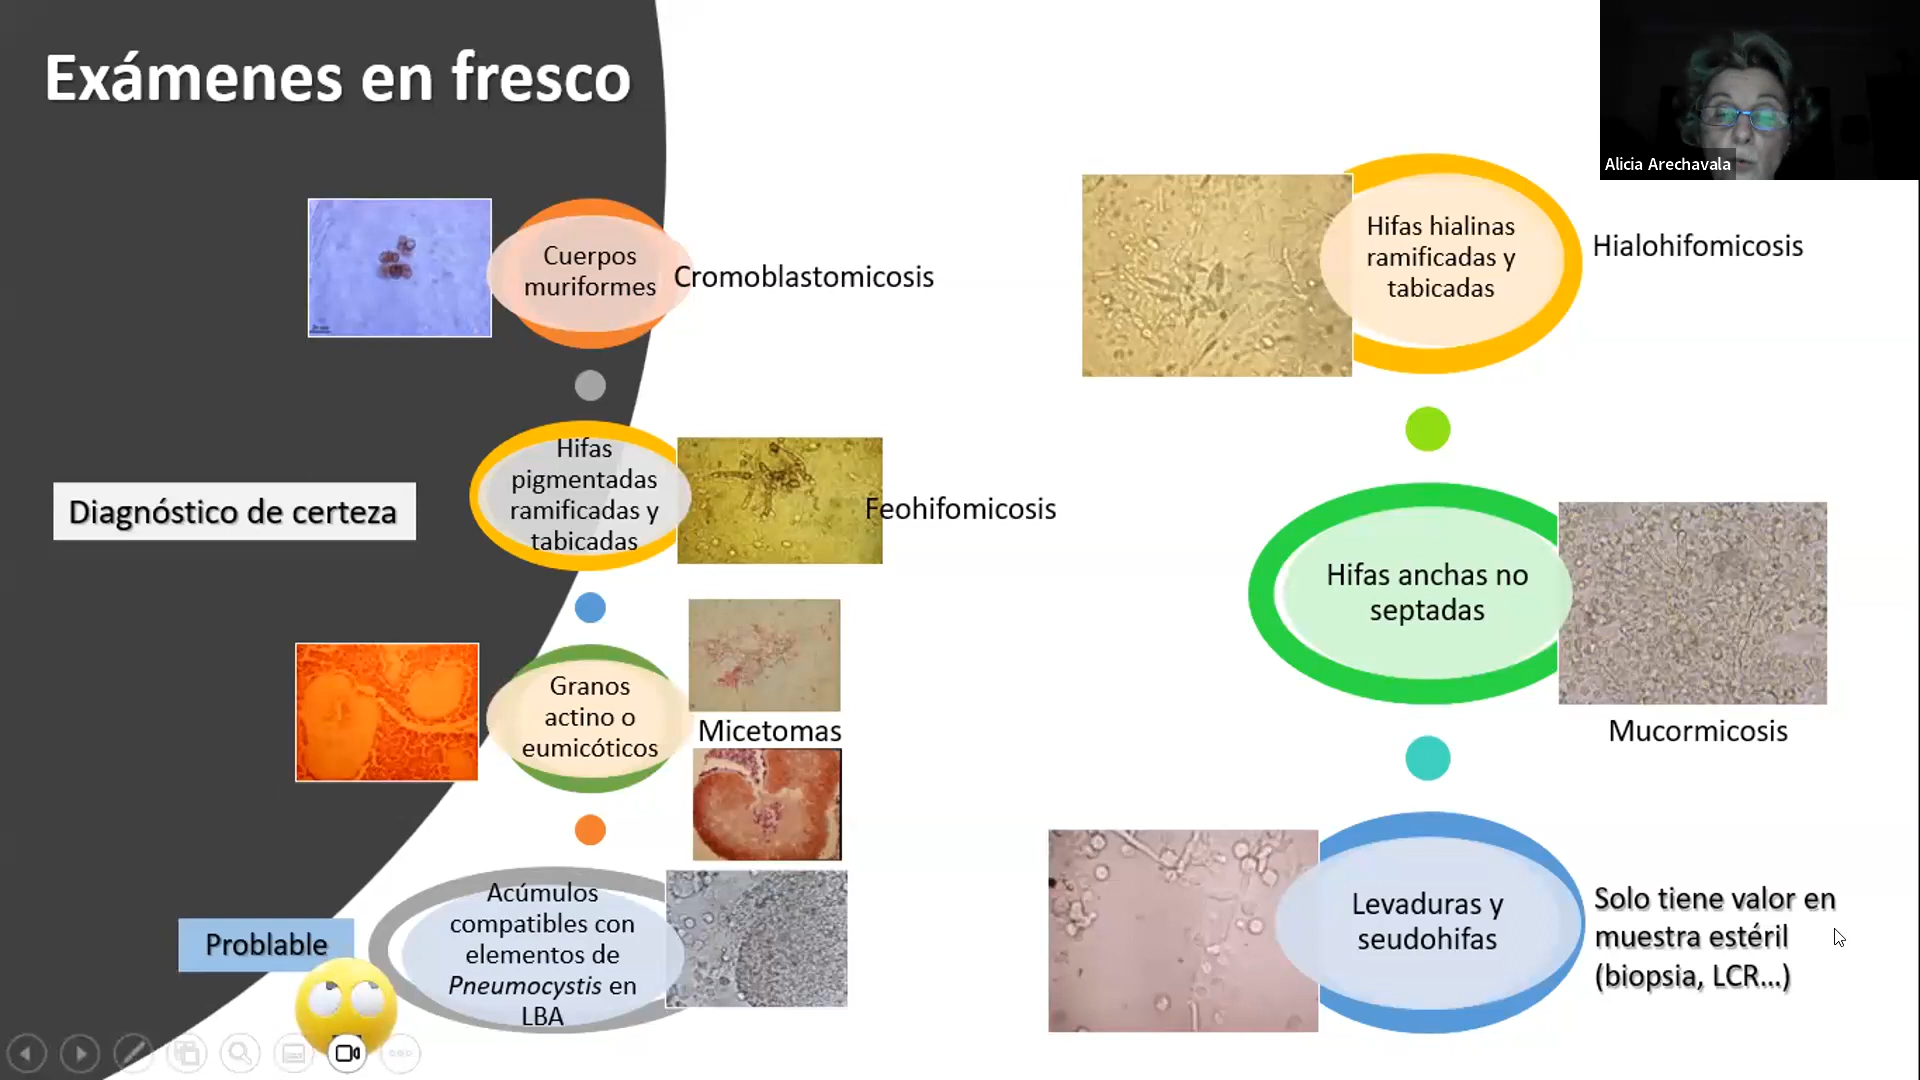 Exámenes en fresco
Alicia Arechavala
Cuerpos
muriformes
Cromoblastomicosis
Diagnóstico de certeza
Hifas
pigmentadas
ramificadas y
tabicadas
Feohifomicosis
Granos
actino o
eumicóticos
Micetomas
Problable
Acúmulos
compatibles con
elementos de
Pneumocystis en
LBA
Hifas hialinas
ramificadas y
tabicadas
Hialohifomicosis
Hifas anchas no
septadas
Mucormicosis
Levaduras y
seudohifas
Solo tiene valor en
muestra estéril
(biopsia, LCR...)